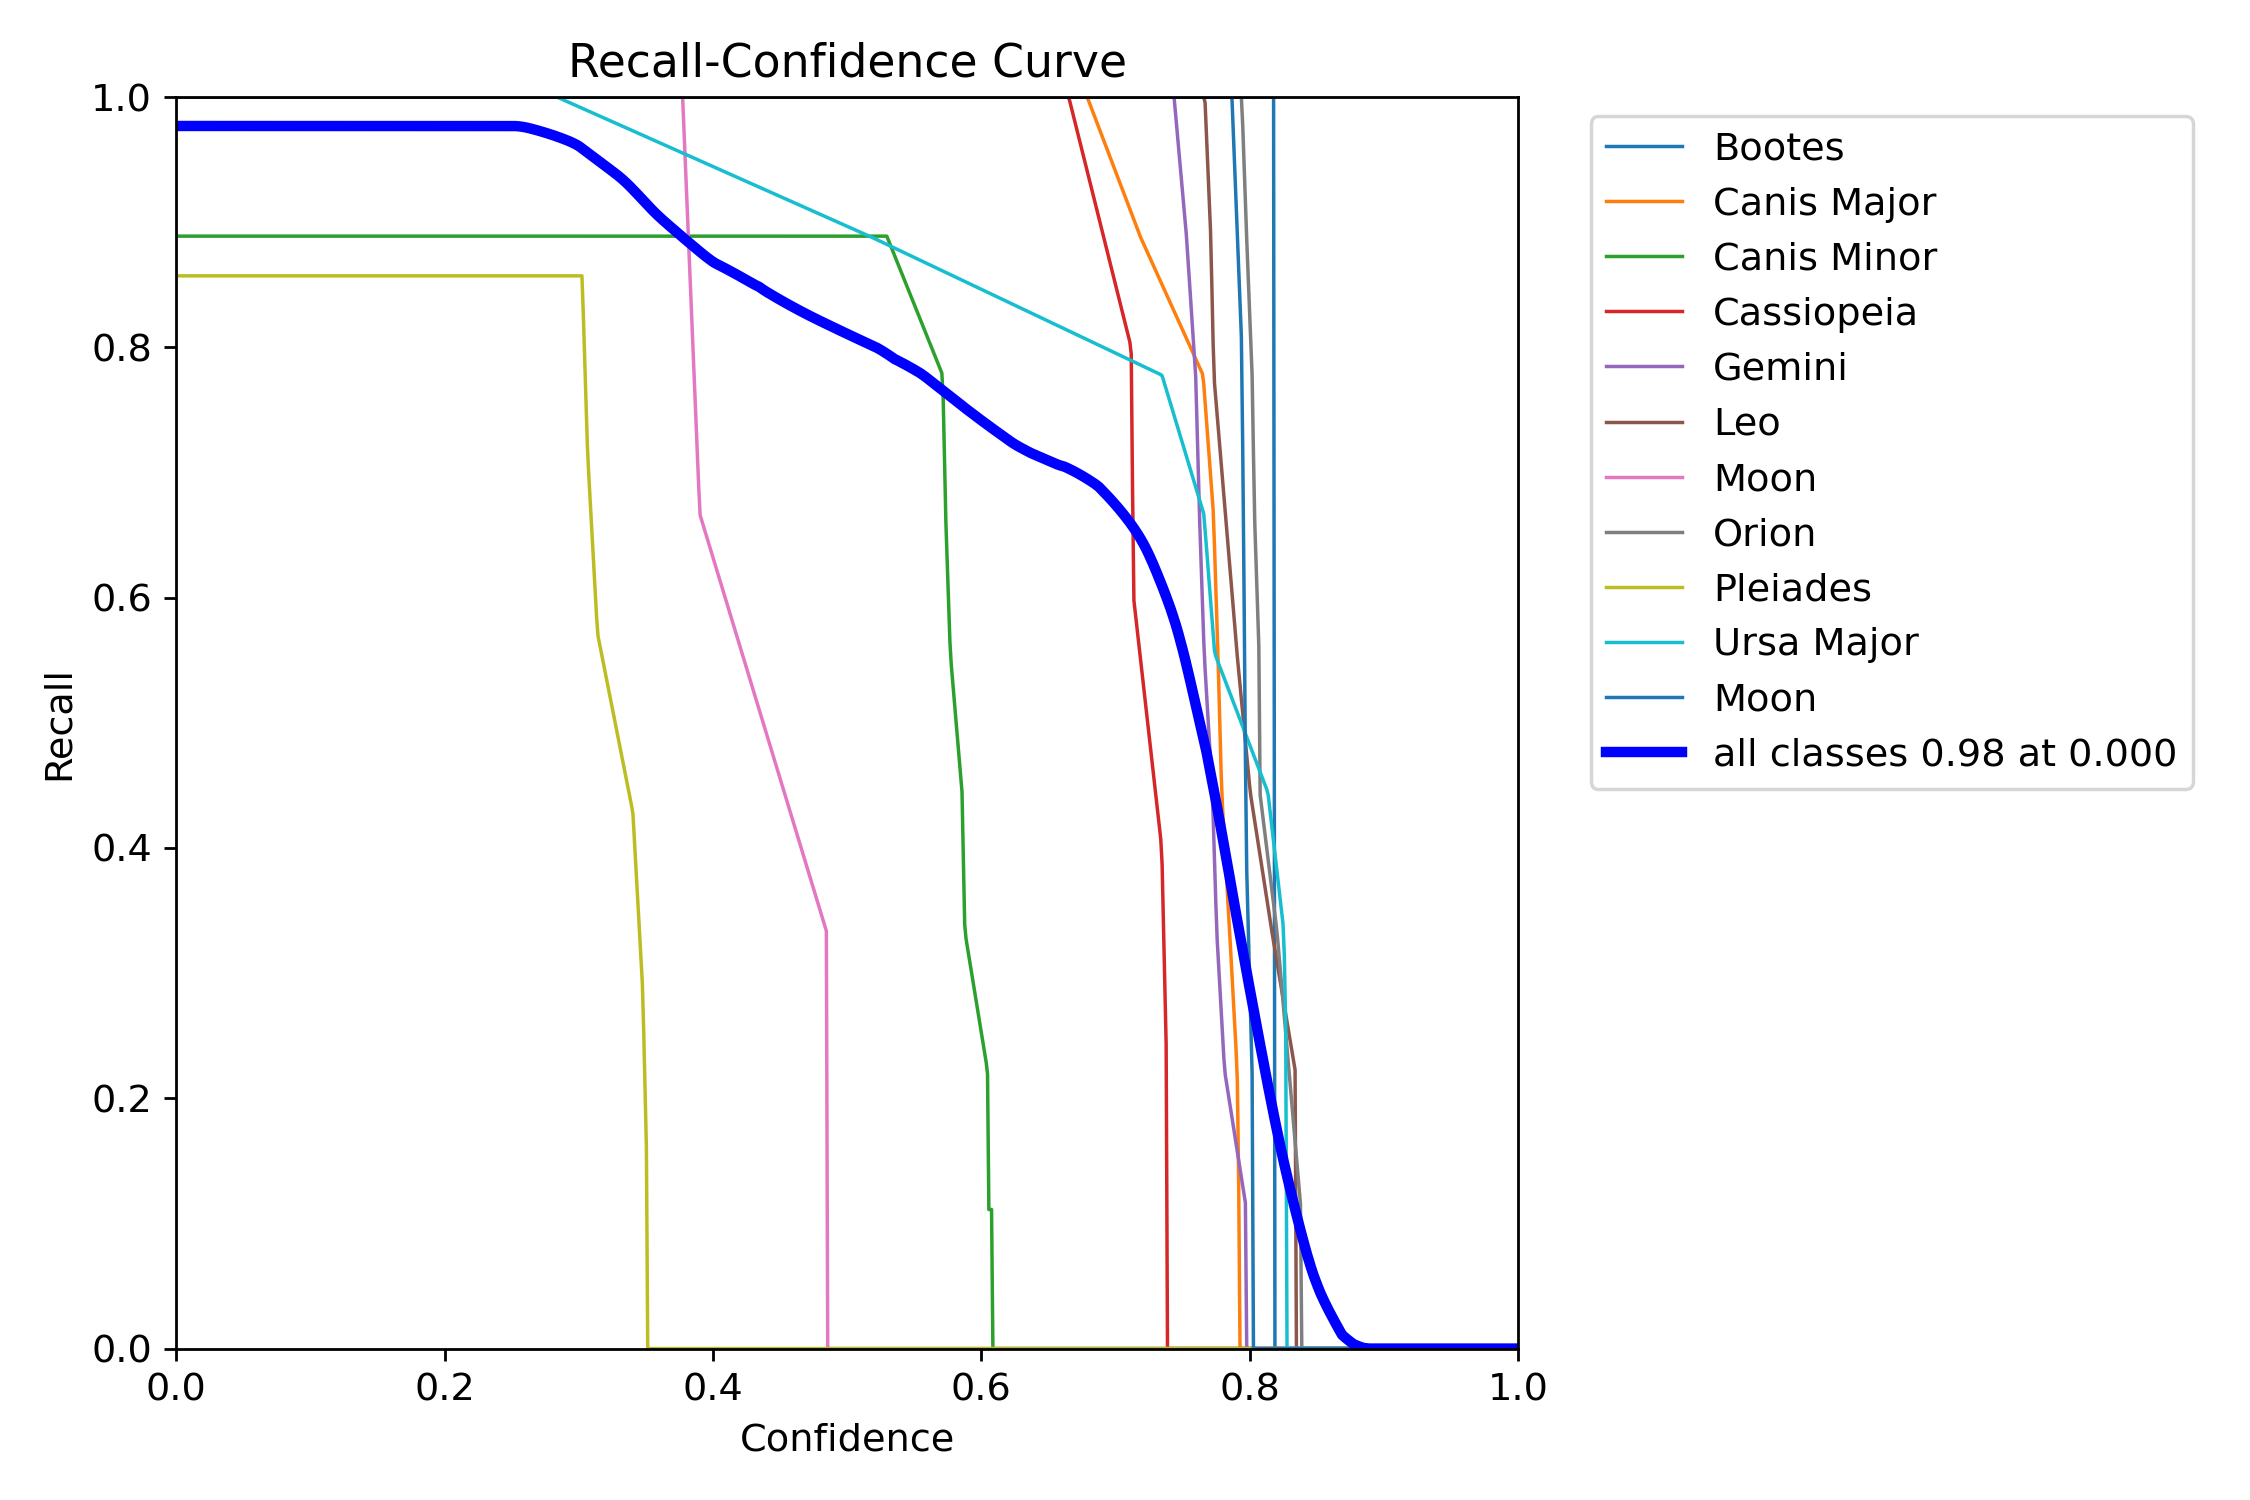 Recall-Confidence Curve
1.0
0.8
0.6
0.4
0.2
0.0
Recall
0.0 0.2 0.4 0.6 0.8 1.0
Confidence
Bootes
Canis Major
Canis Minor
Cassiopeia
Gemini
Leo
Moon
Orion
Pleiades
Ursa Major
Moon
all classes 0.98 at 0.000